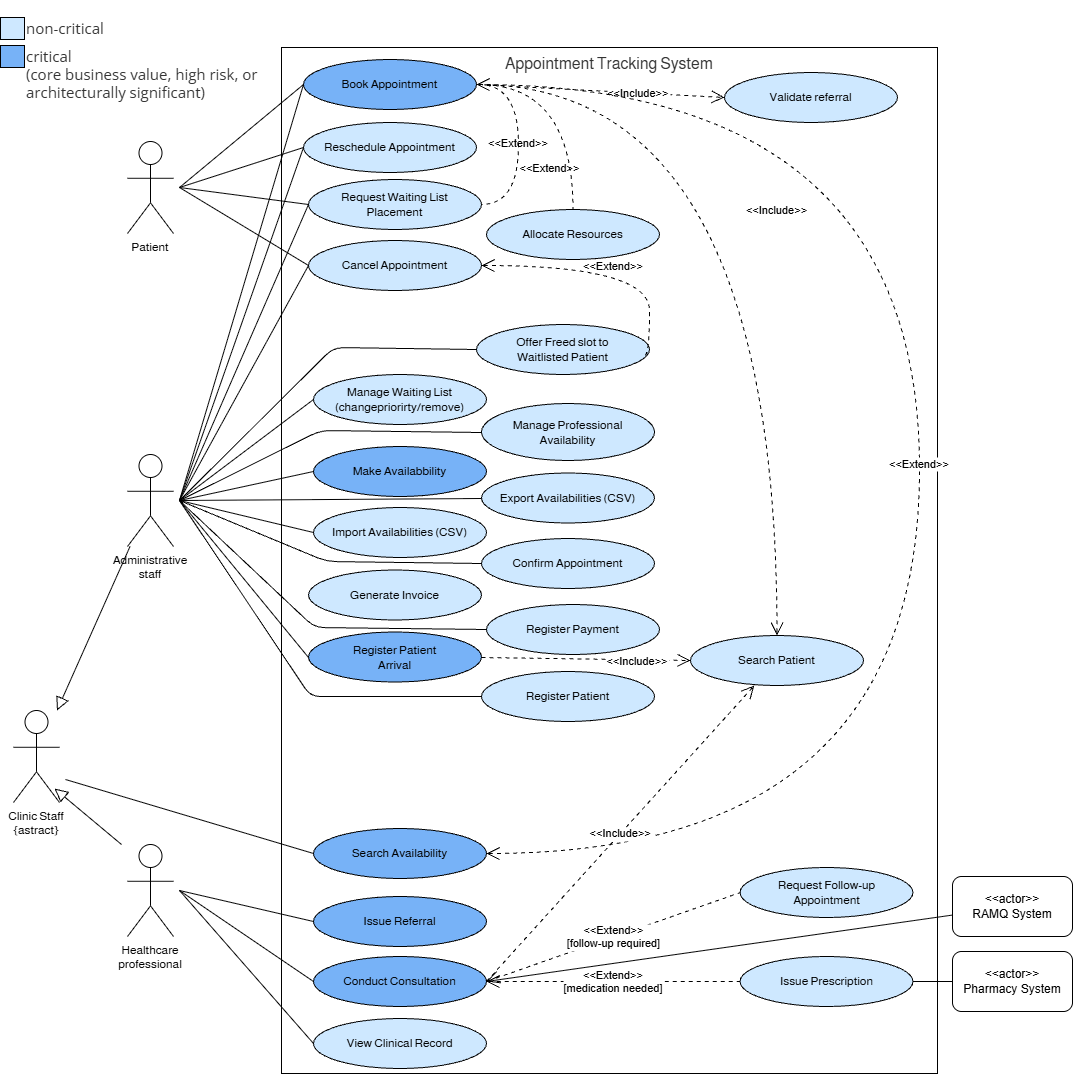 non-critical
critical
(core business value, high risk, or
architecturally significant)
Appointment Tracking System
Book Appointment
<<Include>>
Validate referral
Reschedule Appointment
<<Extend>>
<<Extend>>
Request Waiting List
Placement
<<Include>>
Patient
Allocate Resources
Cancel Appointment
<<Extend>>
Offer Freed slot to
Waitlisted Patient
Manage Waiting List
(changepriorirty/remove)
Manage Professional
Availability
Make Availabbility
<<Extend>>
Export Availabilities (CSV)
Import Availabilities (CSV)
Administrative
staff
Confirm Appointment
Generate Invoice
Register Payment
Register Patient
Arrival
<<Include>>
Search Patient
Register Patient
Clinic Staff
{astract}
<<Include>>
Search Availability
Request Follow-up
Appointment
<<actor>>
RAMQ System
Issue Referral
<<Extend>>
[follow-up required]
Healthcare
professional
Conduct Consultation
<<Extend>>
[medication needed]
Issue Prescription
<<actor>>
Pharmacy System
View Clinical Record